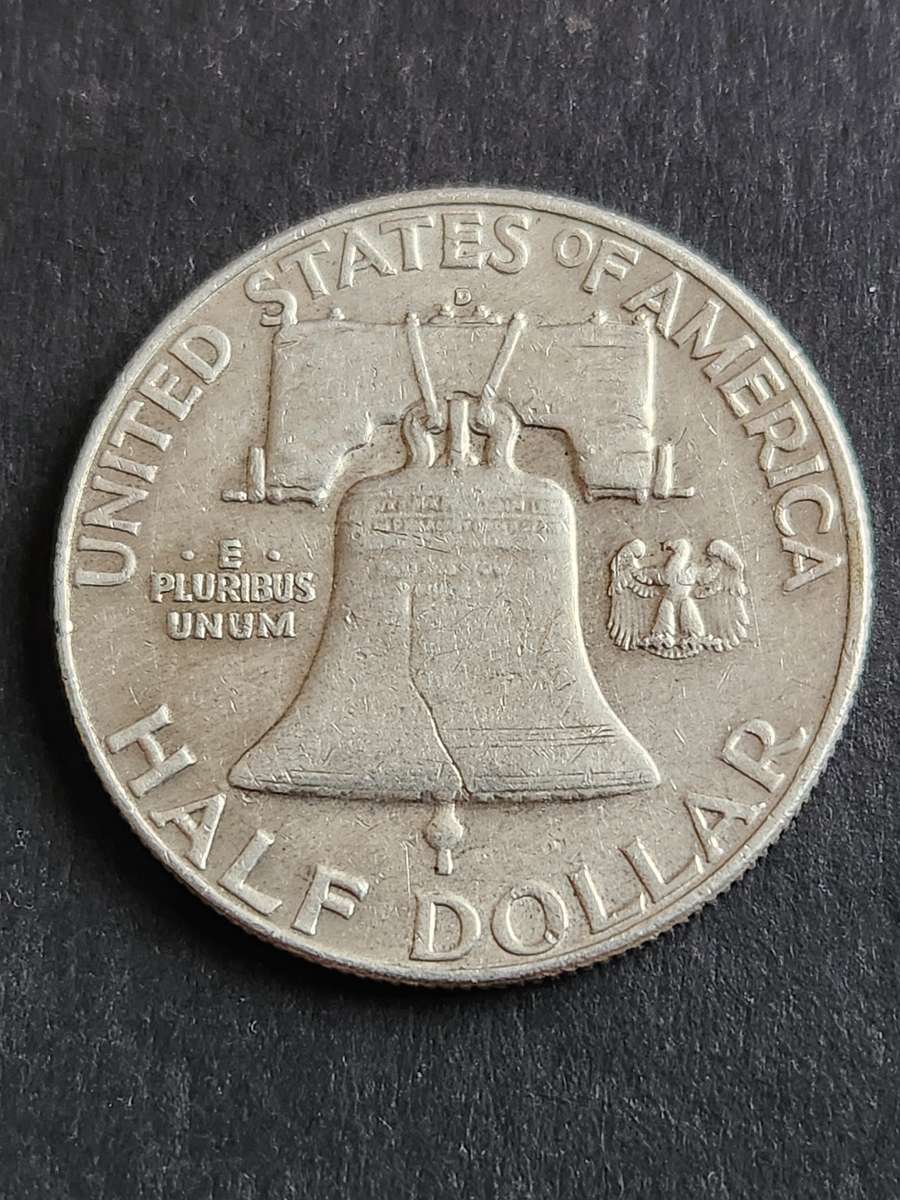 UNITED STATES OF AMERICA
D
· E ·
PLURIBUS
UNUM
HALF DOLLAR